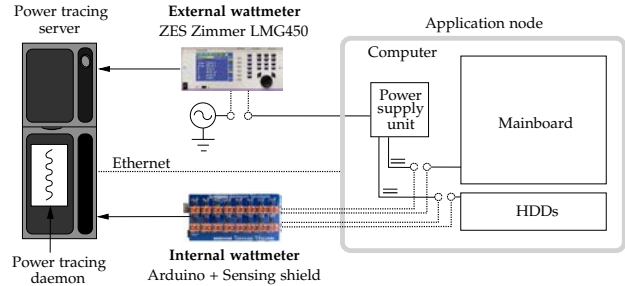 Power tracing
server
External wattmeter
ZES Zimmer LMG450
Application node
Computer
Power
supply
unit
Mainboard
Ethernet
HDDs
Internal wattmeter
Arduino + Sensing shield
Power tracing
daemon